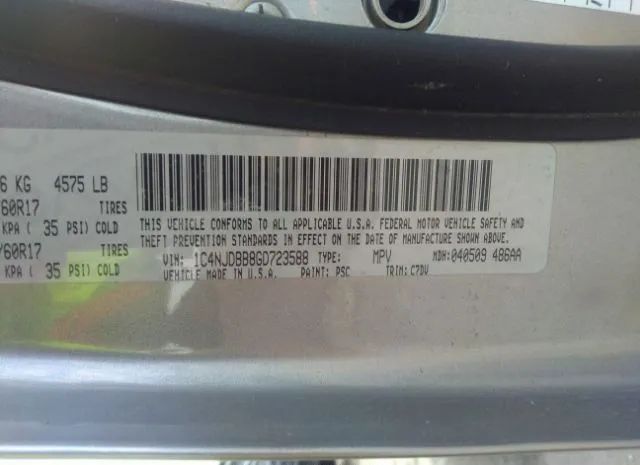 6 KG 4575 LB
/60R17 TIRES
KPA ( 35 PSI) COLD
/60R17 TIRES
KPA ( 35 PSI) COLD
THIS VEHICLE CONFORMS TO ALL APPLICABLE U.S.A. FEDERAL MOTOR VEHICLE SAFETY AND
THEFT PREVENTION STANDARDS IN EFFECT ON THE DATE OF MANUFACTURE SHOWN ABOVE.
VIN: 1C4NJDBB8GD723588 TYPE: MPV MDH:040509 486AA
VEHICLE MADE IN U.S.A. PAINT: PSC TRIM: C7DV